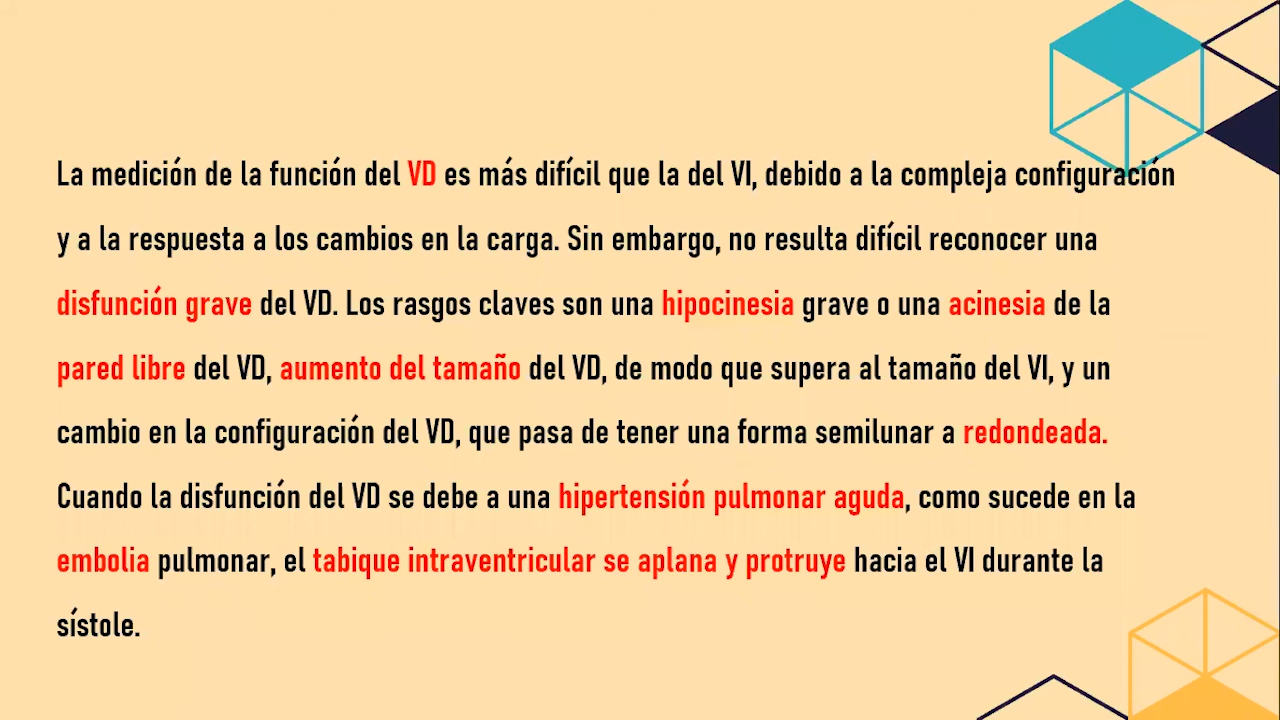 La medición de la función del VD es más difícil que la del VI, debido a la compleja configuración
y a la respuesta a los cambios en la carga. Sin embargo, no resulta difícil reconocer una
disfunción grave del VD. Los rasgos claves son una hipocinesia grave o una acinesia de la
pared libre del VD, aumento del tamaño del VD, de modo que supera al tamaño del VI, y un
cambio en la configuración del VD, que pasa de tener una forma semilunar a redondeada.
Cuando la disfunción del VD se debe a una hipertensión pulmonar aguda, como sucede en la
embolia pulmonar, el tabique intraventricular se aplana y protruye hacia el VI durante la
sístole.